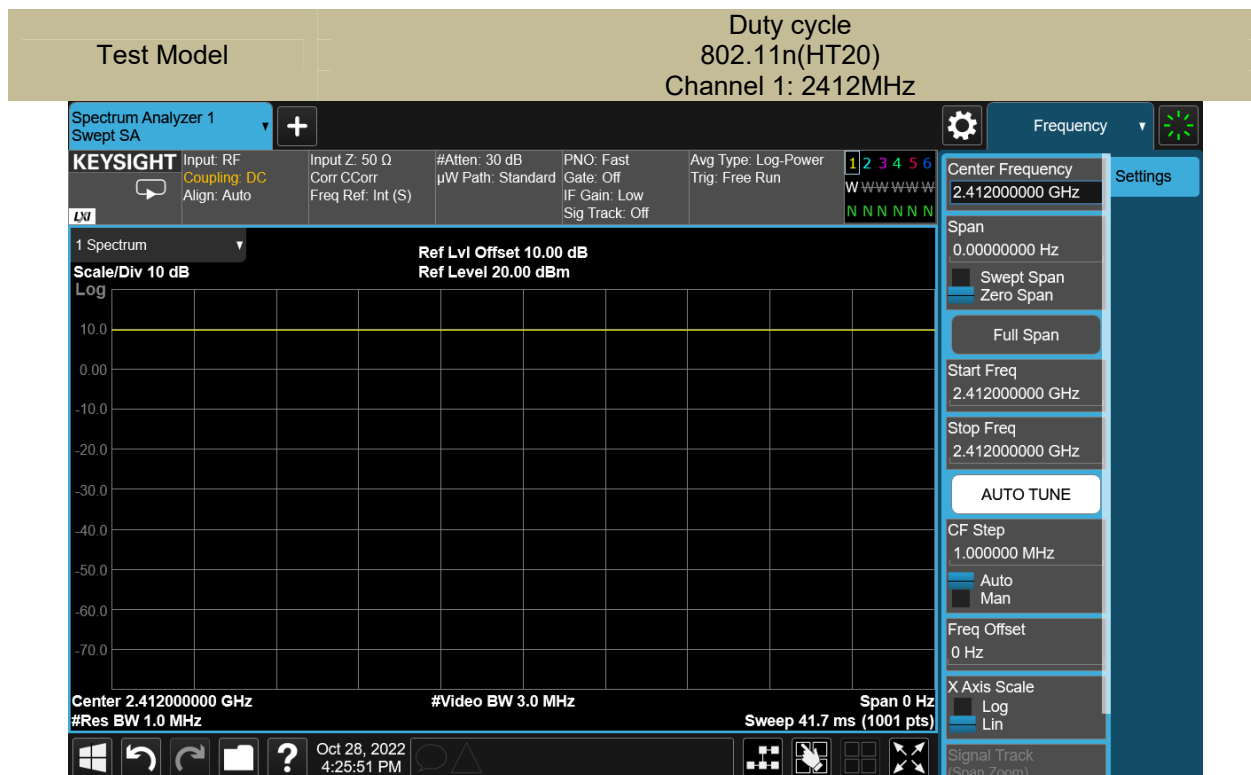 Test Model
Duty cycle
802.11n(HT20)
Channel 1: 2412MHz
Spectrum Analyzer 1
Swept SA
Frequency
KEYSIGHT
LXI
Input: RF
Coupling: DC
Align: Auto
Input Z: 50 Ω
Corr CCorr
Freq Ref: Int (S)
#Atten: 30 dB
µW Path: Standard
PNO: Fast
Gate: Off
IF Gain: Low
Sig Track: Off
Avg Type: Log-Power
Trig: Free Run
1 2 3 4 5 6
W W W W W W
N N N N N N
1 Spectrum
Scale/Div 10 dB
Log
Ref Lvl Offset 10.00 dB
Ref Level 20.00 dBm
10.0
0.00
-10.0
-20.0
-30.0
-40.0
-50.0
-60.0
-70.0
Center 2.412000000 GHz
#Res BW 1.0 MHz
#Video BW 3.0 MHz
Span 0 Hz
Sweep 41.7 ms (1001 pts)
?
Oct 28, 2022
4:25:51 PM
Center Frequency
2.412000000 GHz
Settings
Span
0.00000000 Hz
Swept Span
Zero Span
Full Span
Start Freq
2.412000000 GHz
Stop Freq
2.412000000 GHz
AUTO TUNE
CF Step
1.000000 MHz
Auto
Man
Freq Offset
0 Hz
X Axis Scale
Log
Lin
Signal Track
(Span Zoom)